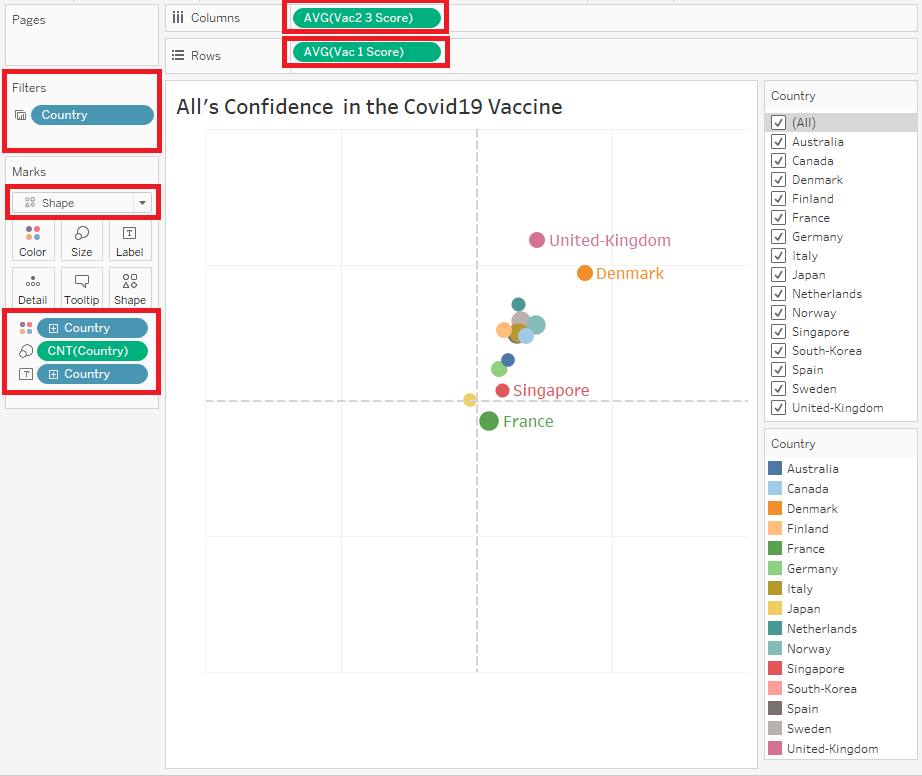 Pages
Columns
AVG(Vac2 3 Score)
Rows
AVG(Vac 1 Score)
Filters
Country
Marks
Shape
Color
Size
Label
Detail
Tooltip
Shape
Country
CNT(Country)
Country
All's Confidence in the Covid19 Vaccine
United-Kingdom
Denmark
Singapore
France
Country
(All)
Australia
Canada
Denmark
Finland
France
Germany
Italy
Japan
Netherlands
Norway
Singapore
South-Korea
Spain
Sweden
United-Kingdom
Country
Australia
Canada
Denmark
Finland
France
Germany
Italy
Japan
Netherlands
Norway
Singapore
South-Korea
Spain
Sweden
United-Kingdom